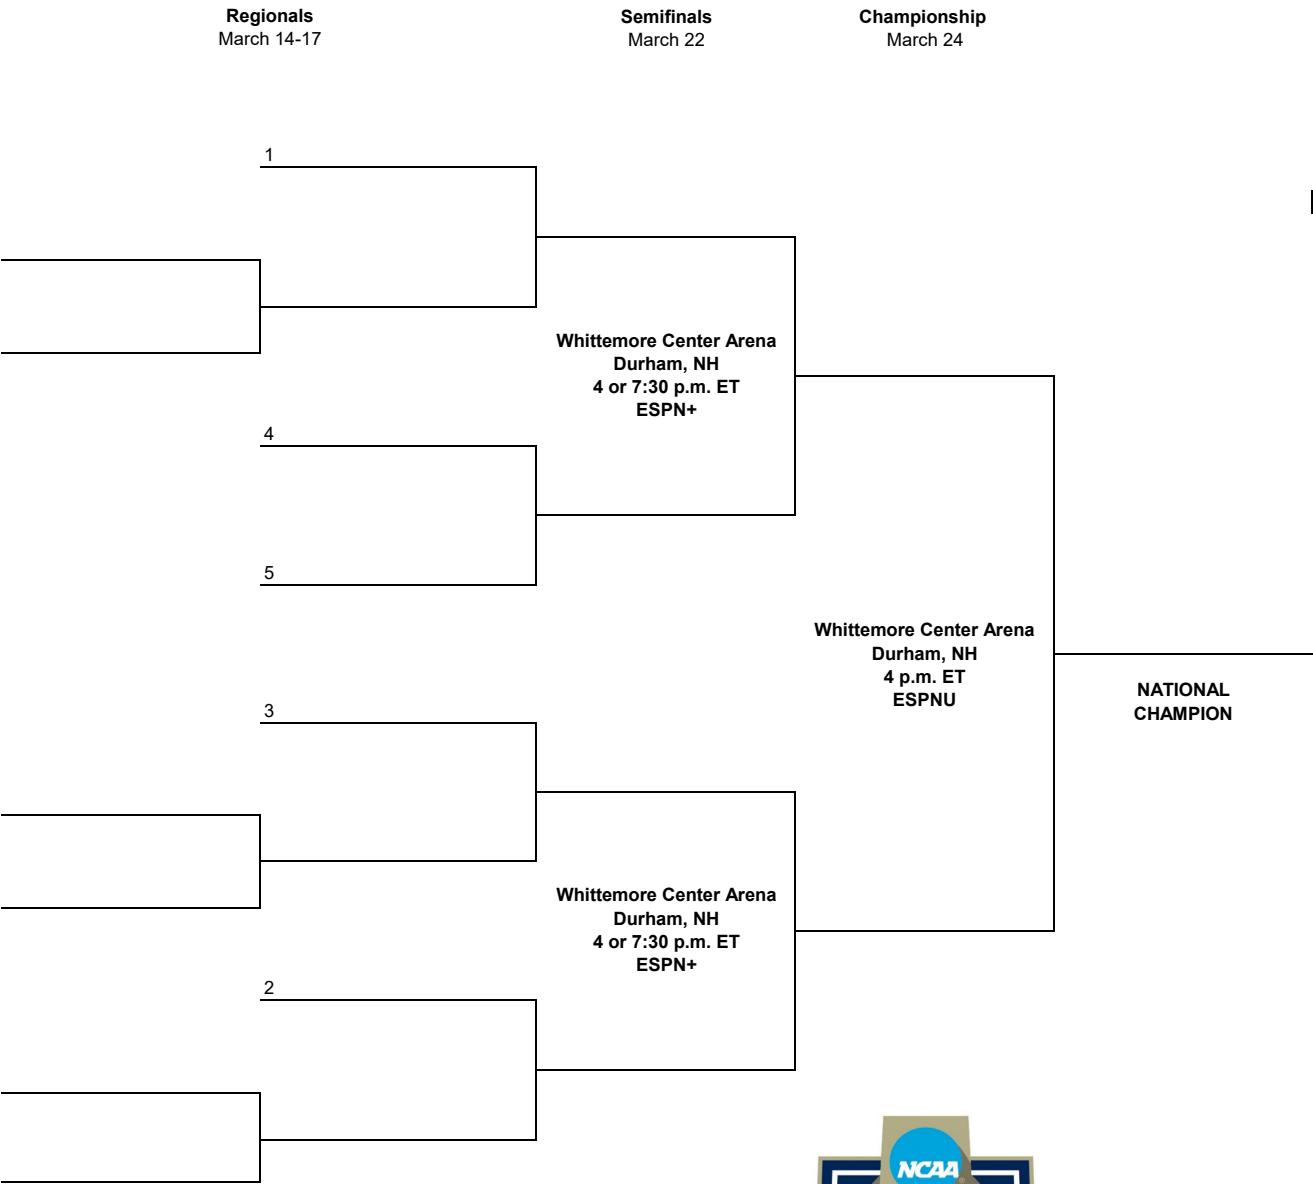 Regionals
March 14-17
Semifinals
March 22
Championship
March 24
1
Whittemore Center Arena
Durham, NH
4 or 7:30 p.m. ET
ESPN+
4
5
Whittemore Center Arena
Durham, NH
4 p.m. ET
ESPNU
NATIONAL
CHAMPION
3
Whittemore Center Arena
Durham, NH
4 or 7:30 p.m. ET
ESPN+
2
NCAA